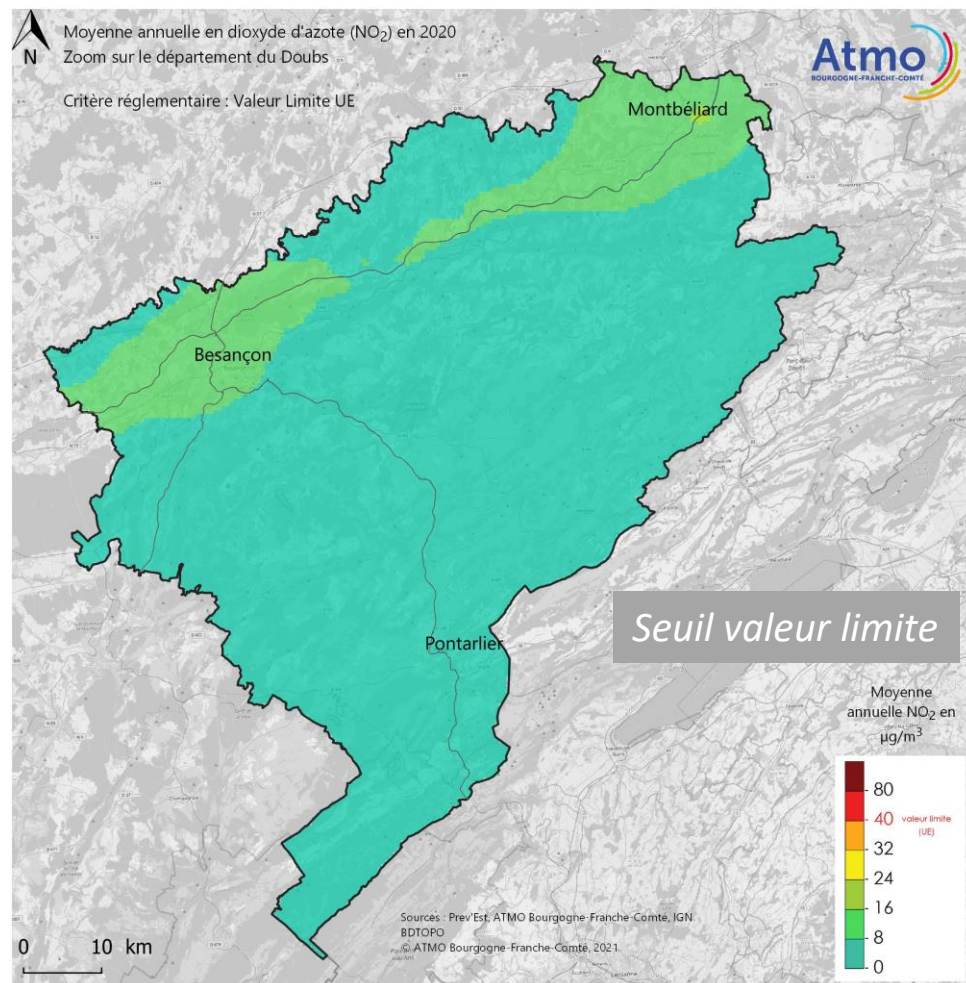 Moyenne annuelle en dioxyde d'azote (NO₂) en 2020
Zoom sur le département du Doubs
Critère réglementaire : Valeur Limite UE
N
Atmo
BOURGOGNE-FRANCHE-COMTÉ
Montbéliard
Besançon
Pontarlier
Seuil valeur limite
Moyenne
annuelle NO₂ en
µg/m³
80
40 valeur limite
(UE)
32
24
16
8
0
Sources : Prev'Est, ATMO Bourgogne-Franche-Comté, IGN
BDTOPO
© ATMO Bourgogne-Franche-Comté, 2021
0 10 km